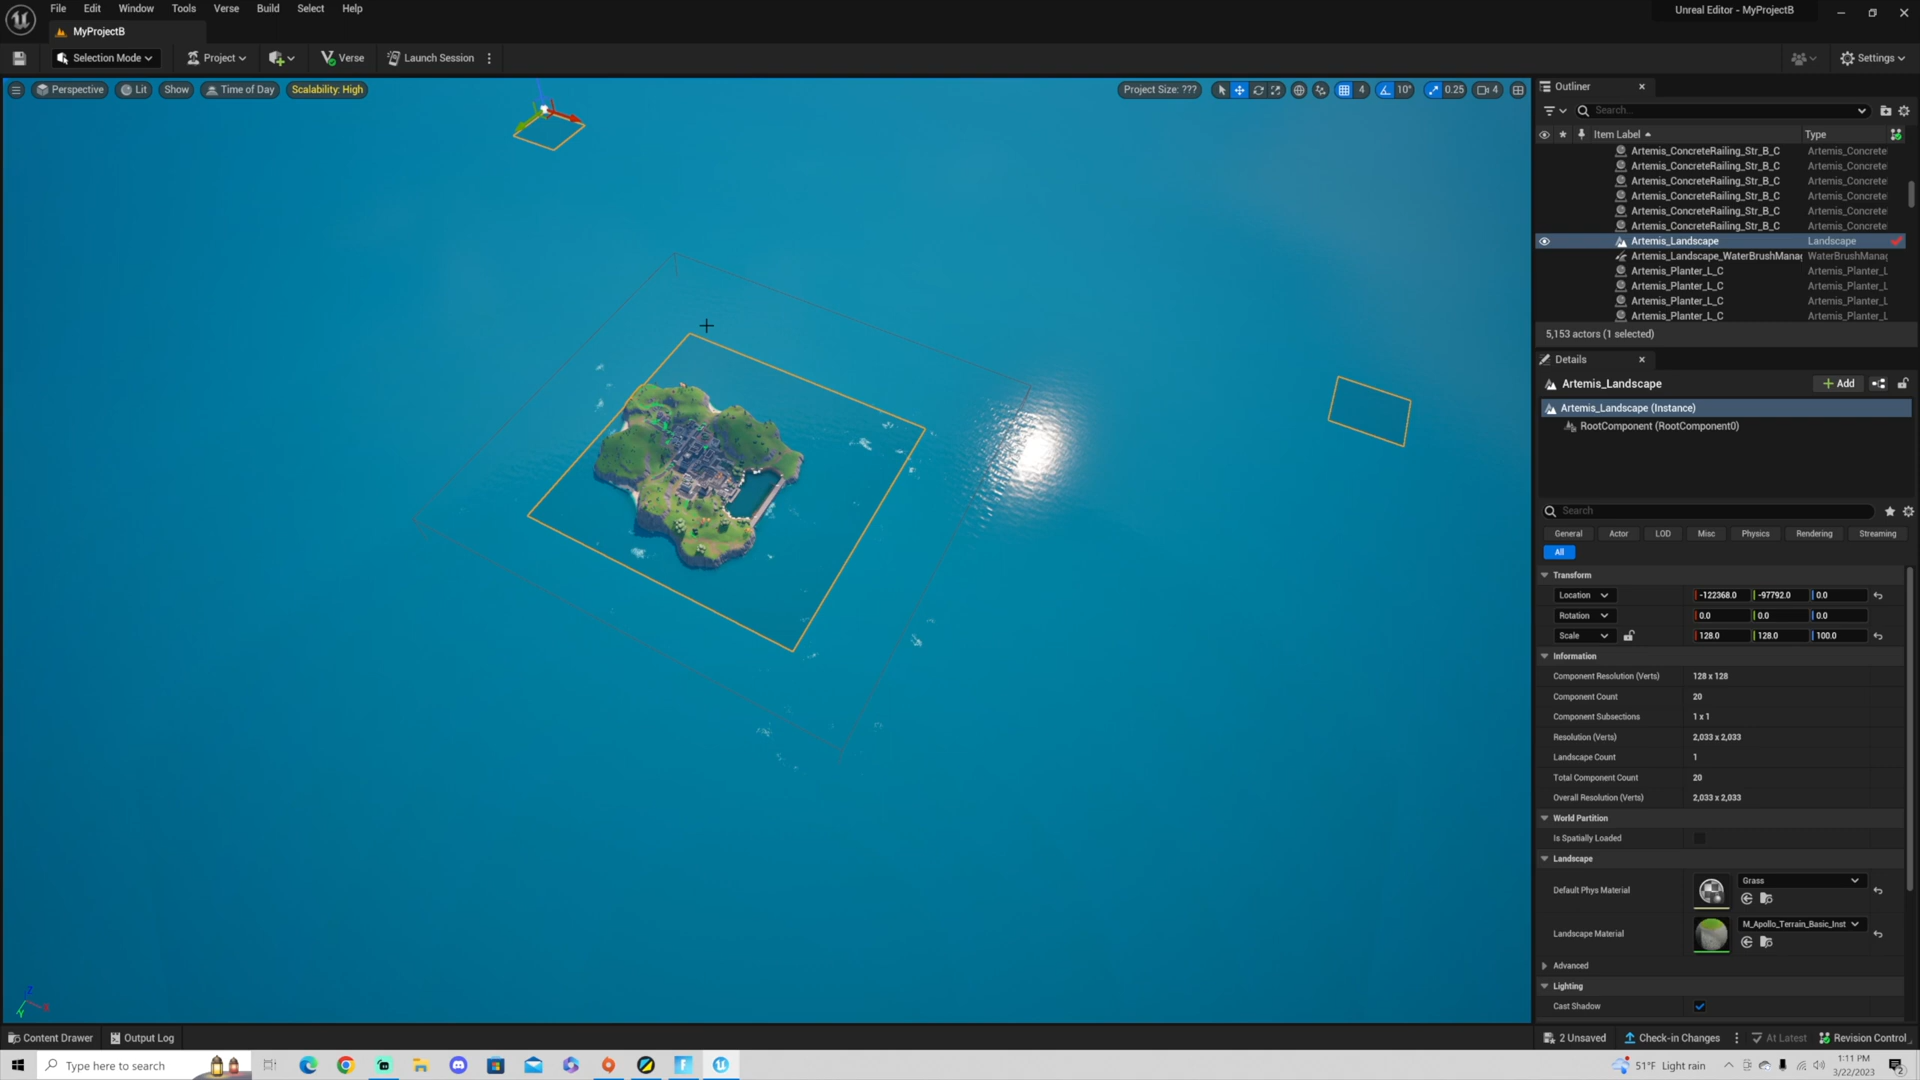 File Edit Window Tools Verse Build Select Help
Unreal Editor - MyProjectB
MyProjectB
Selection Mode
Project
Verse
Launch Session
Settings
Perspective
Lit
Show
Time of Day
Scalability: High
Project Size: ???
4
10°
0.25
4
Outliner
Search...
Item Label
Type
Artemis_ConcreteRailing_Str_B_C Artemis_Concrete
Artemis_ConcreteRailing_Str_B_C Artemis_Concrete
Artemis_ConcreteRailing_Str_B_C Artemis_Concrete
Artemis_ConcreteRailing_Str_B_C Artemis_Concrete
Artemis_ConcreteRailing_Str_B_C Artemis_Concrete
Artemis_ConcreteRailing_Str_B_C Artemis_Concrete
Artemis_Landscape Landscape
Artemis_Landscape_WaterBrushManag WaterBrushManag
Artemis_Planter_L_C Artemis_Planter_L
Artemis_Planter_L_C Artemis_Planter_L
Artemis_Planter_L_C Artemis_Planter_L
Artemis_Planter_L_C Artemis_Planter_L
5,153 actors (1 selected)
Details
Artemis_Landscape
Add
Artemis_Landscape (Instance)
RootComponent (RootComponent0)
Search
General Actor LOD Misc Physics Rendering Streaming
All
Transform
Location -122368.0 -97792.0 0.0
Rotation 0.0 0.0 0.0
Scale 128.0 128.0 100.0
Information
Component Resolution (Verts) 128 x 128
Component Count 20
Component Subsections 1 x 1
Resolution (Verts) 2,033 x 2,033
Landscape Count 1
Total Component Count 20
Overall Resolution (Verts) 2,033 x 2,033
World Partition
Is Spatially Loaded
Landscape
Default Phys Material Grass
Landscape Material M_Apollo_Terrain_Basic_Inst
Advanced
Lighting
Cast Shadow
Z
X
Y
Content Drawer
Output Log
2 Unsaved
Check-in Changes
At Latest
Revision Control
Type here to search
51°F Light rain
1:11 PM
3/22/2023
2